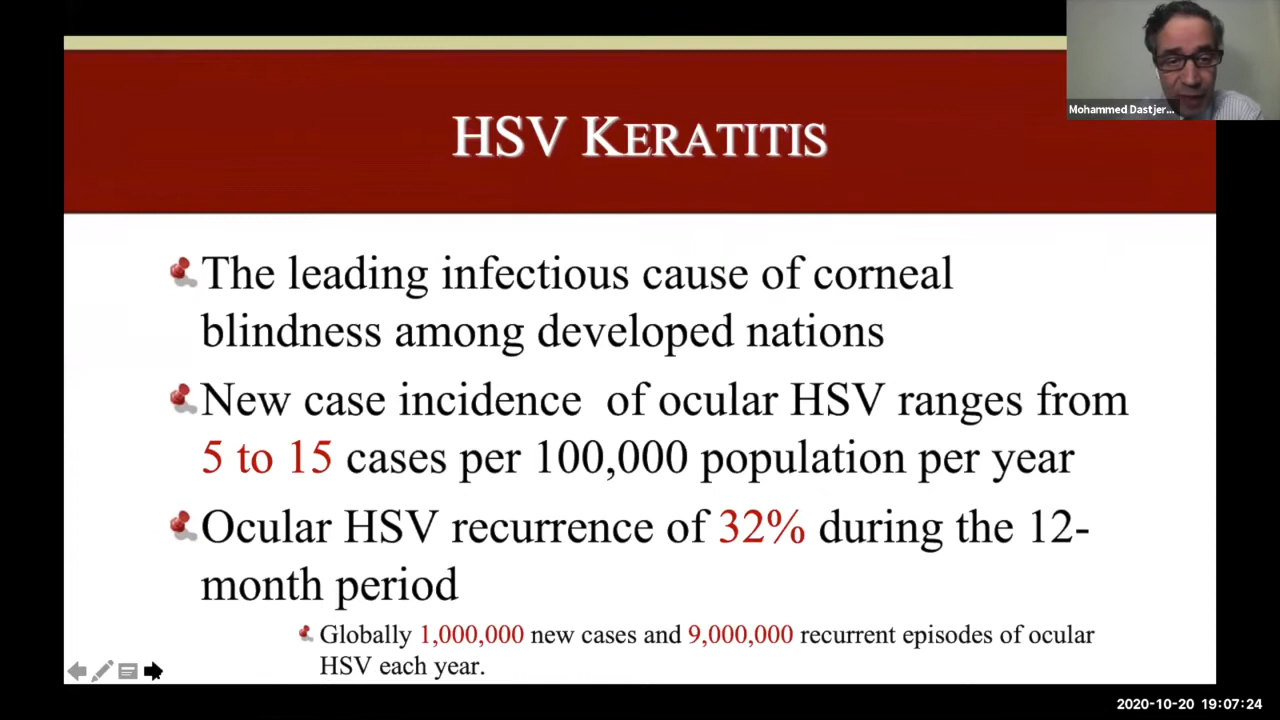 HSV KERATITIS
Mohammed Dastjer...
The leading infectious cause of corneal
blindness among developed nations
New case incidence of ocular HSV ranges from
5 to 15 cases per 100,000 population per year
Ocular HSV recurrence of 32% during the 12-
month period
Globally 1,000,000 new cases and 9,000,000 recurrent episodes of ocular
HSV each year.
2020-10-20 19:07:24